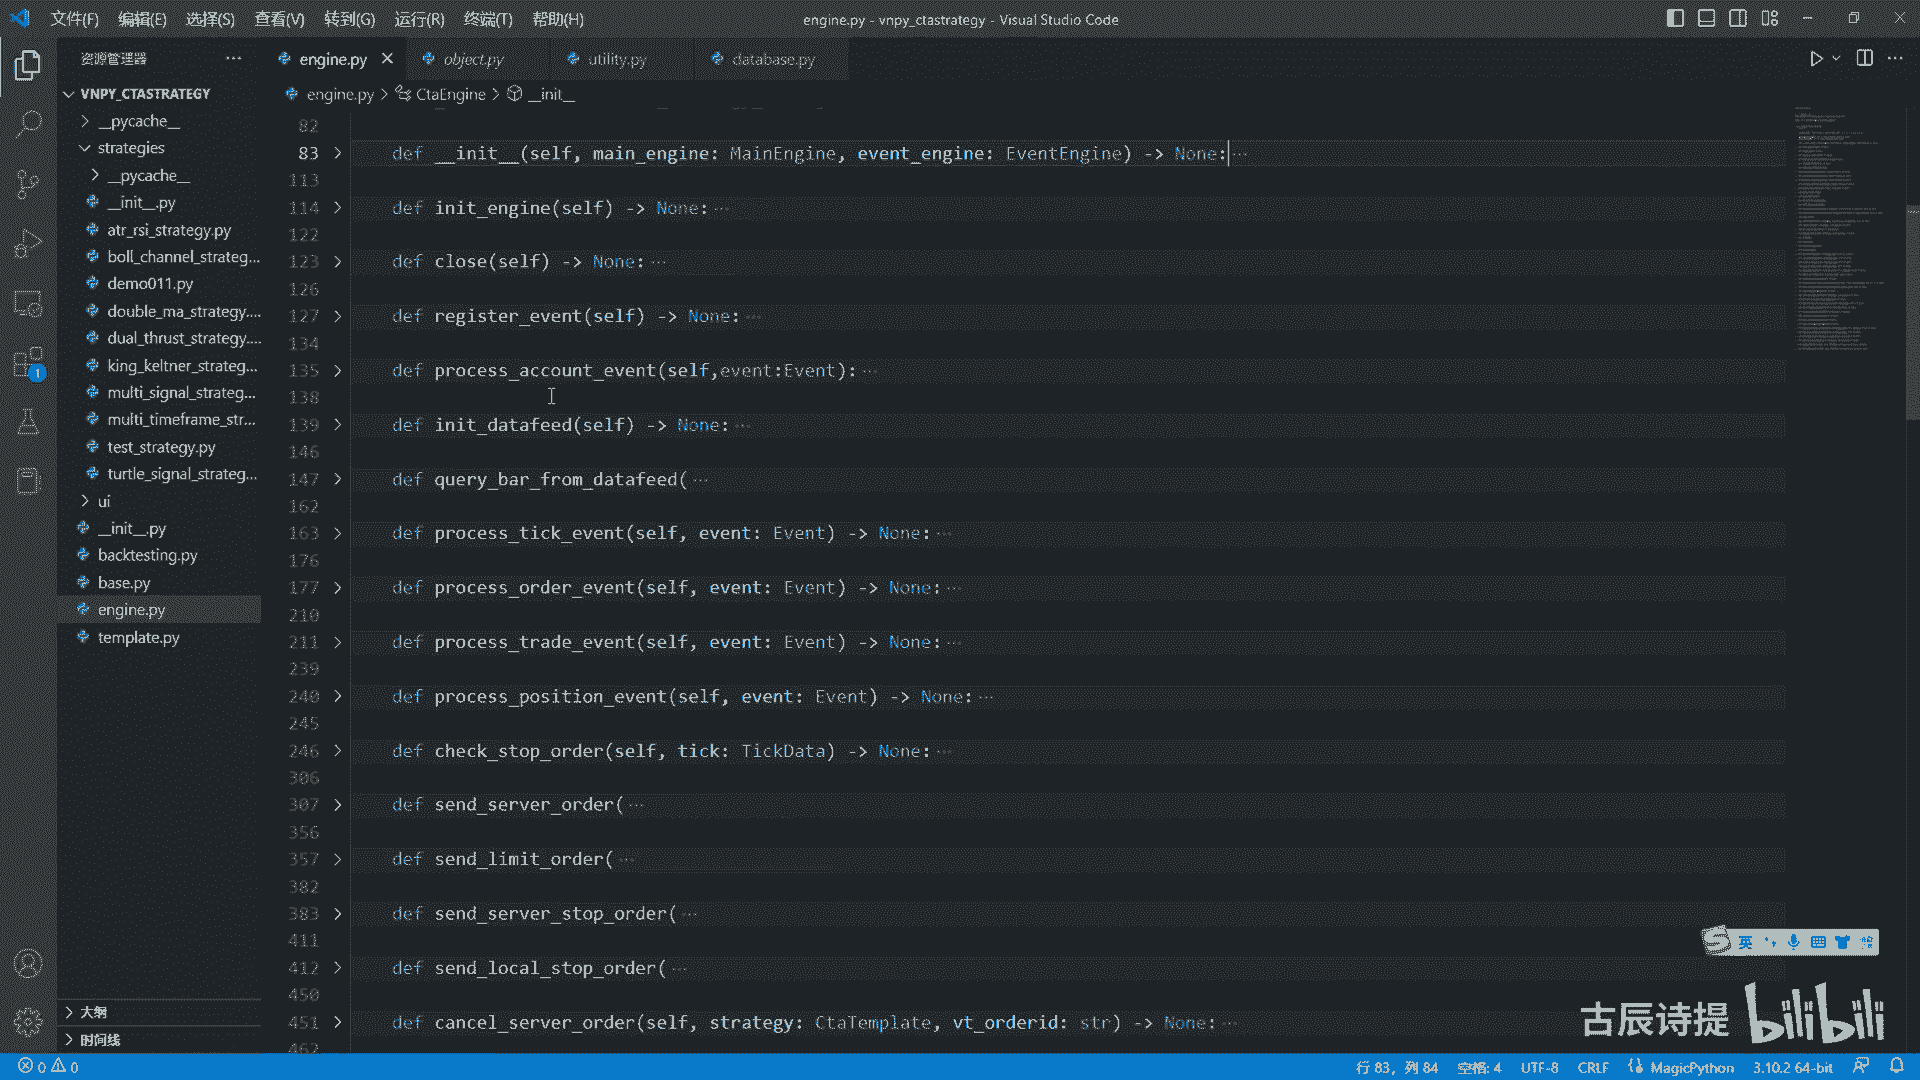 文件(F) 编辑(E) 选择(S) 查看(V) 转到(G) 运行(R) 终端(T) 帮助(H)
engine.py - vnpy_ctastrategy - Visual Studio Code
资源管理器
engine.py
object.py
utility.py
database.py
VNPY_CTASTRATEGY
__pycache__
strategies
__pycache__
__init__.py
atr_rsi_strategy.py
boll_channel_strateg...
demo011.py
double_ma_strategy....
dual_thrust_strategy....
king_keltner_strateg...
multi_signal_strateg...
multi_timeframe_str...
test_strategy.py
turtle_signal_strateg...
ui
__init__.py
backtesting.py
base.py
engine.py
template.py
大纲
时间线
1
engine.py > CtaEngine > __init__
82
83 def __init__(self, main_engine: MainEngine, event_engine: EventEngine) -> None:…
113
114 def init_engine(self) -> None:…
122
123 def close(self) -> None:…
126
127 def register_event(self) -> None:…
134
135 def process_account_event(self,event:Event):…
138
139 def init_datafeed(self) -> None:…
146
147 def query_bar_from_datafeed(…
162
163 def process_tick_event(self, event: Event) -> None:…
176
177 def process_order_event(self, event: Event) -> None:…
210
211 def process_trade_event(self, event: Event) -> None:…
239
240 def process_position_event(self, event: Event) -> None:…
245
246 def check_stop_order(self, tick: TickData) -> None:…
306
307 def send_server_order(…
356
357 def send_limit_order(…
382
383 def send_server_stop_order(…
411
412 def send_local_stop_order(…
450
451 def cancel_server_order(self, strategy: CtaTemplate, vt_orderid: str) -> None:…
462
英
古辰诗提 bilibili
0 0
行 83, 列 84 空格: 4 UTF-8 CRLF MagicPython 3.10.2 64-bit